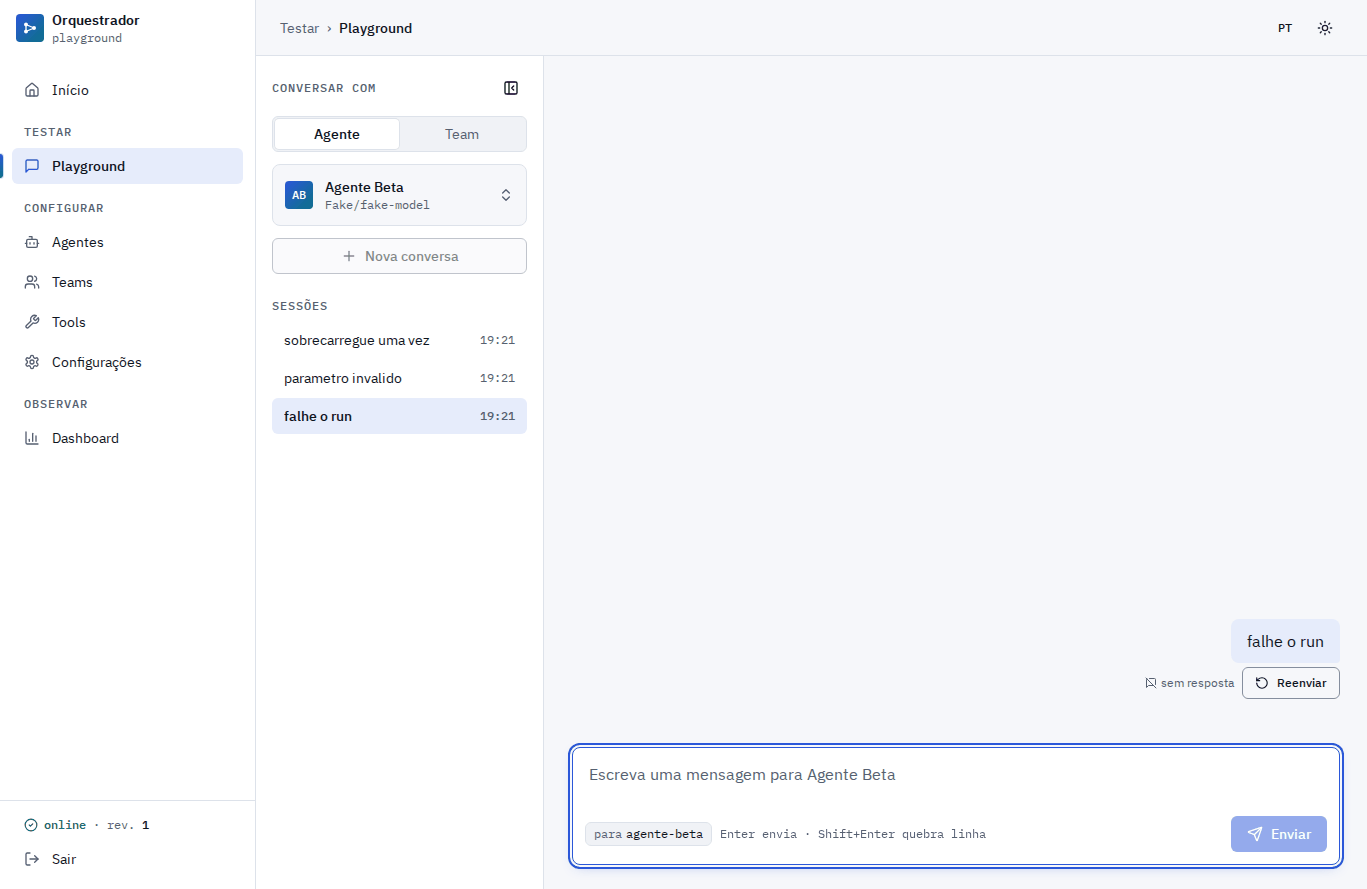 Orquestrador
playground
Início
TESTAR
Playground
CONFIGURAR
Agentes
Teams
Tools
Configurações
OBSERVAR
Dashboard
online · rev. 1
Sair
Testar › Playground
PT
CONVERSAR COM
Agente Team
AB
Agente Beta
Fake/fake-model
Nova conversa
SESSÕES
sobrecarregue uma vez 19:21
parametro invalido 19:21
falhe o run 19:21
falhe o run
sem resposta Reenviar
Escreva uma mensagem para Agente Beta
para agente-beta Enter envia · Shift+Enter quebra linha Enviar